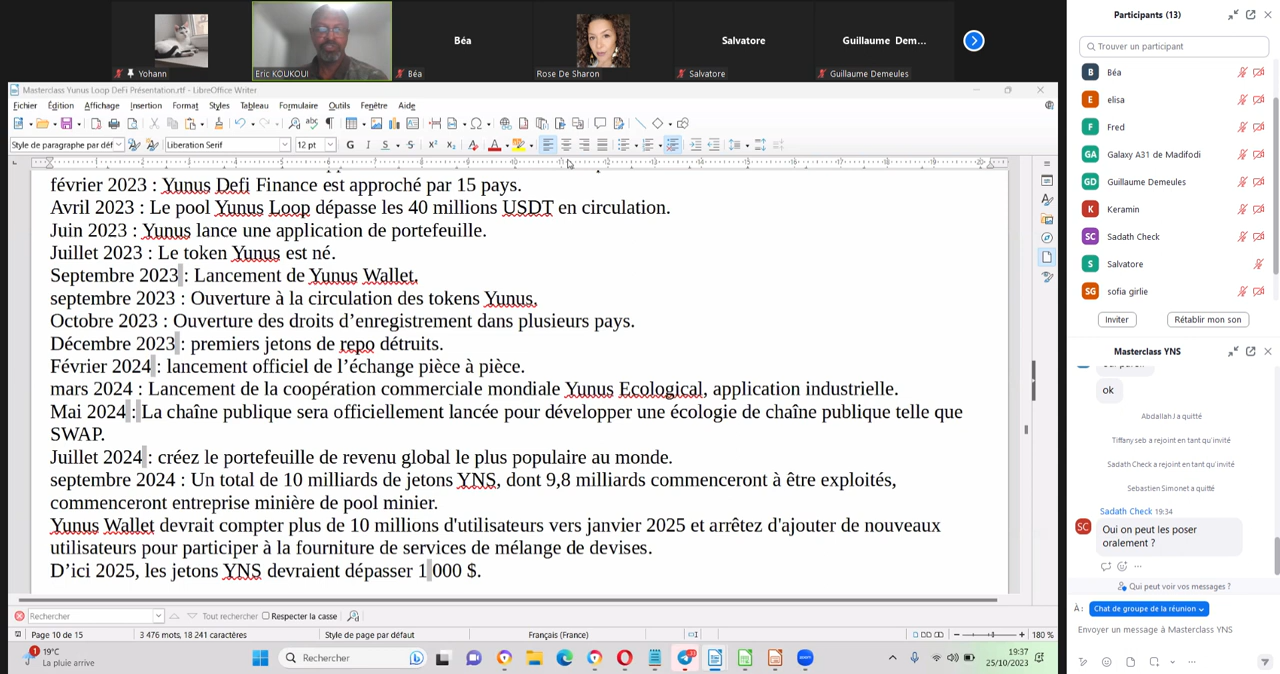 Béa
Salvatore
Guillaume Dem...
Yohann
Eric KOUKOUI
Béa
Rose De Sharon
Salvatore
Guillaume Demeules
Masterclass Yunus Loop DeFi Présentation.rtf - LibreOffice Writer
Fichier Édition Affichage Insertion Format Styles Tableau Formulaire Outils Fenêtre Aide
Style de paragraphe par déf
Liberation Serif
12 pt
février 2023 : Yunus Defi Finance est approché par 15 pays.
Avril 2023 : Le pool Yunus Loop dépasse les 40 millions USDT en circulation.
Juin 2023 : Yunus lance une application de portefeuille.
Juillet 2023 : Le token Yunus est né.
Septembre 2023 : Lancement de Yunus Wallet,
septembre 2023 : Ouverture à la circulation des tokens Yunus,
Octobre 2023 : Ouverture des droits d’enregistrement dans plusieurs pays.
Décembre 2023 : premiers jetons de repo détruits.
Février 2024 : lancement officiel de l’échange pièce à pièce.
mars 2024 : Lancement de la coopération commerciale mondiale Yunus Ecological, application industrielle.
Mai 2024 : La chaîne publique sera officiellement lancée pour développer une écologie de chaîne publique telle que
SWAP.
Juillet 2024 : créez le portefeuille de revenu global le plus populaire au monde.
septembre 2024 : Un total de 10 milliards de jetons YNS, dont 9,8 milliards commenceront à être exploités,
commenceront entreprise minière de pool minier.
Yunus Wallet devrait compter plus de 10 millions d'utilisateurs vers janvier 2025 et arrêtez d'ajouter de nouveaux
utilisateurs pour participer à la fourniture de services de mélange de devises.
D’ici 2025, les jetons YNS devraient dépasser 1 000 $.
Rechercher
Tout rechercher
Respecter la casse
Page 10 de 15
3 476 mots, 18 241 caractères
Style de page par défaut
Français (France)
180 %
1
19°C
La pluie arrive
Rechercher
19:37
25/10/2023
Participants (13)
Trouver un participant
B Béa
E elisa
F Fred
GA Galaxy A31 de Madifodi
GD Guillaume Demeules
K Keramin
SC Sadath Check
S Salvatore
SG sofia girlie
Inviter
Rétablir mon son
Masterclass YNS
ok
Abdallah J a quitté
Tiffany seb a rejoint en tant qu'invité
Sadath Check a rejoint en tant qu'invité
Sebastien Simonet a quitté
Sadath Check 19:34
SC
Oui on peut les poser
oralement ?
Qui peut voir vos messages ?
À :
Chat de groupe de la réunion
Envoyer un message à Masterclass YNS